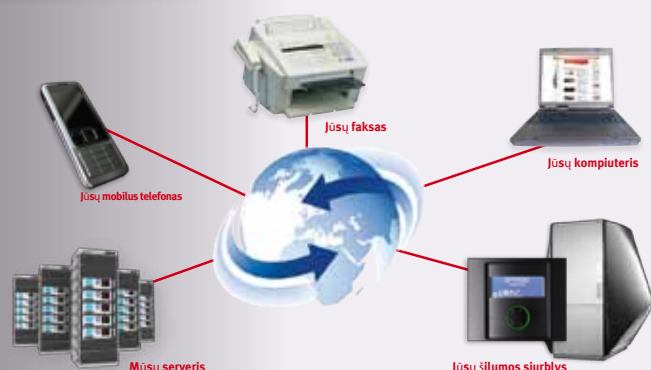 Jūsų faksas
Jūsų kompiuteris
Jūsų mobilus telefonas
Mūsų serveris
Jūsų šilumos siurblys